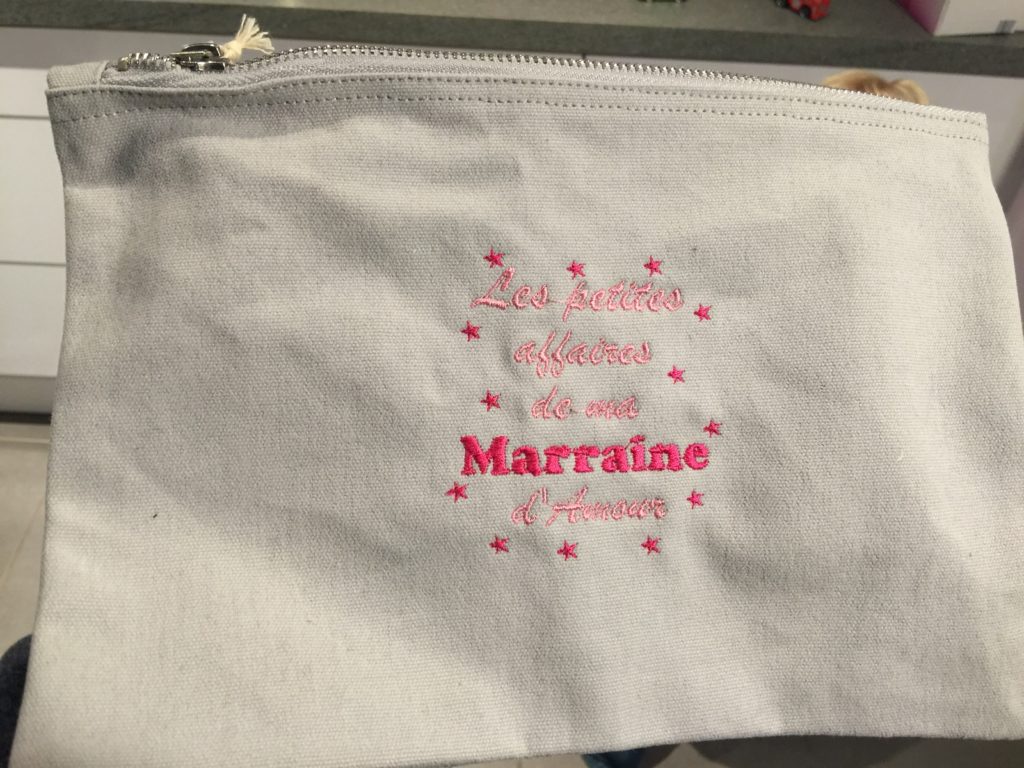 Les petites
affaires
de ma
Marraine
d'Amour